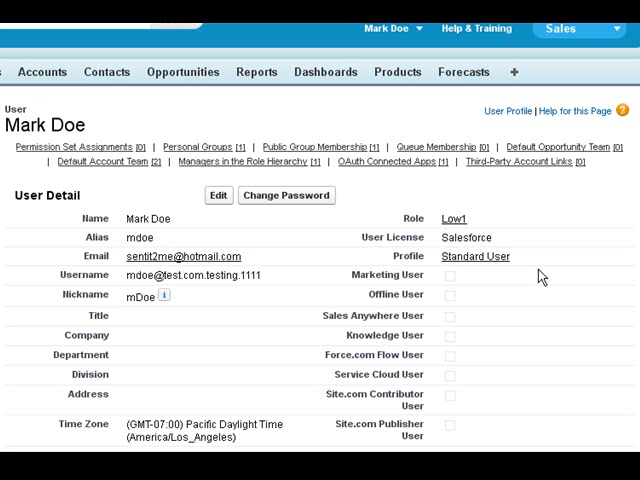 Mark Doe Help & Training Sales
Accounts Contacts Opportunities Reports Dashboards Products Forecasts +
User
Mark Doe
User Profile | Help for this Page ?
Permission Set Assignments [0] | Personal Groups [1] | Public Group Membership [1] | Queue Membership [0] | Default Opportunity Team [0]
| Default Account Team [2] | Managers in the Role Hierarchy [1] | OAuth Connected Apps [1] | Third-Party Account Links [0]
User Detail Edit Change Password
Name Mark Doe Role Low1
Alias mdoe User License Salesforce
Email sentit2me@hotmail.com Profile Standard User
Username mdoe@test.com.testing.1111 Marketing User
Nickname mDoe i Offline User
Title Sales Anywhere User
Company Knowledge User
Department Force.com Flow User
Division Service Cloud User
Address Site.com Contributor
User
Time Zone (GMT-07:00) Pacific Daylight Time Site.com Publisher
(America/Los_Angeles) User